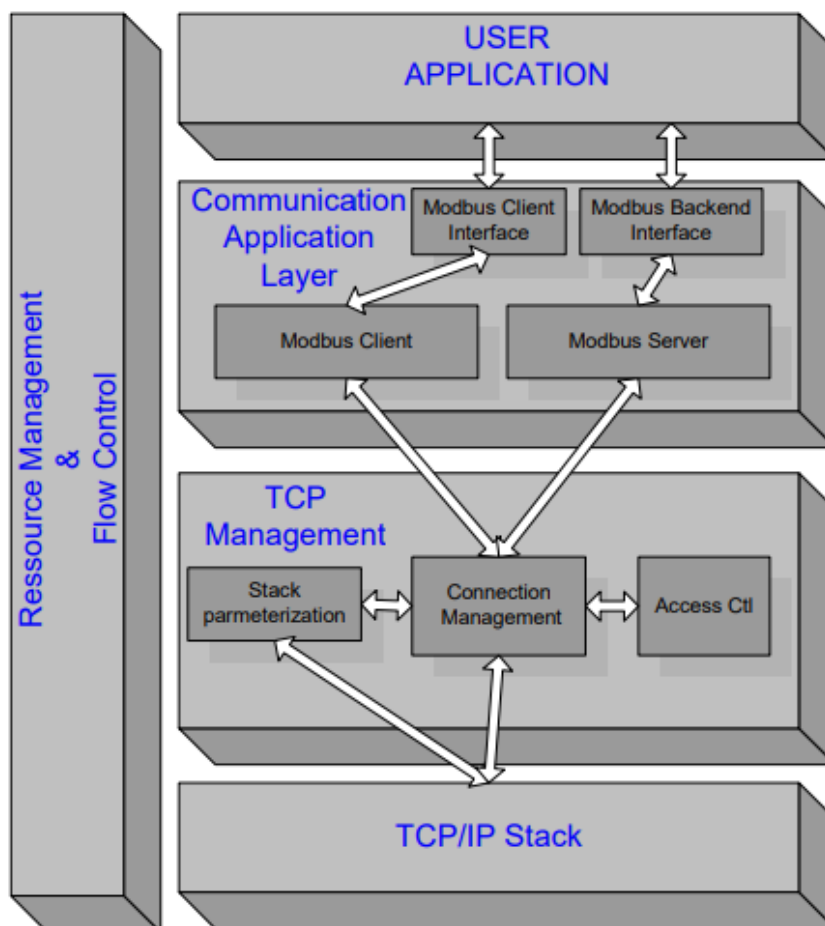 USER
APPLICATION
Communication
Application
Layer
Modbus Client
Interface
Modbus Backend
Interface
Modbus Client
Modbus Server
Ressource Management
&
Flow Control
TCP
Management
Stack
parmeterization
Connection
Management
Access Ctl
TCP/IP Stack